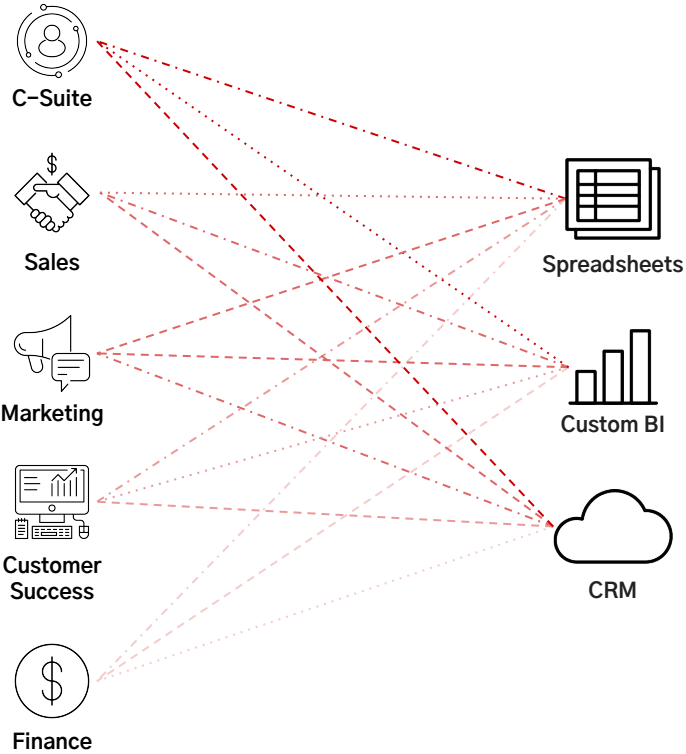 C-Suite
$
Sales
Spreadsheets
Marketing
Custom BI
Customer
Success
CRM
$
Finance